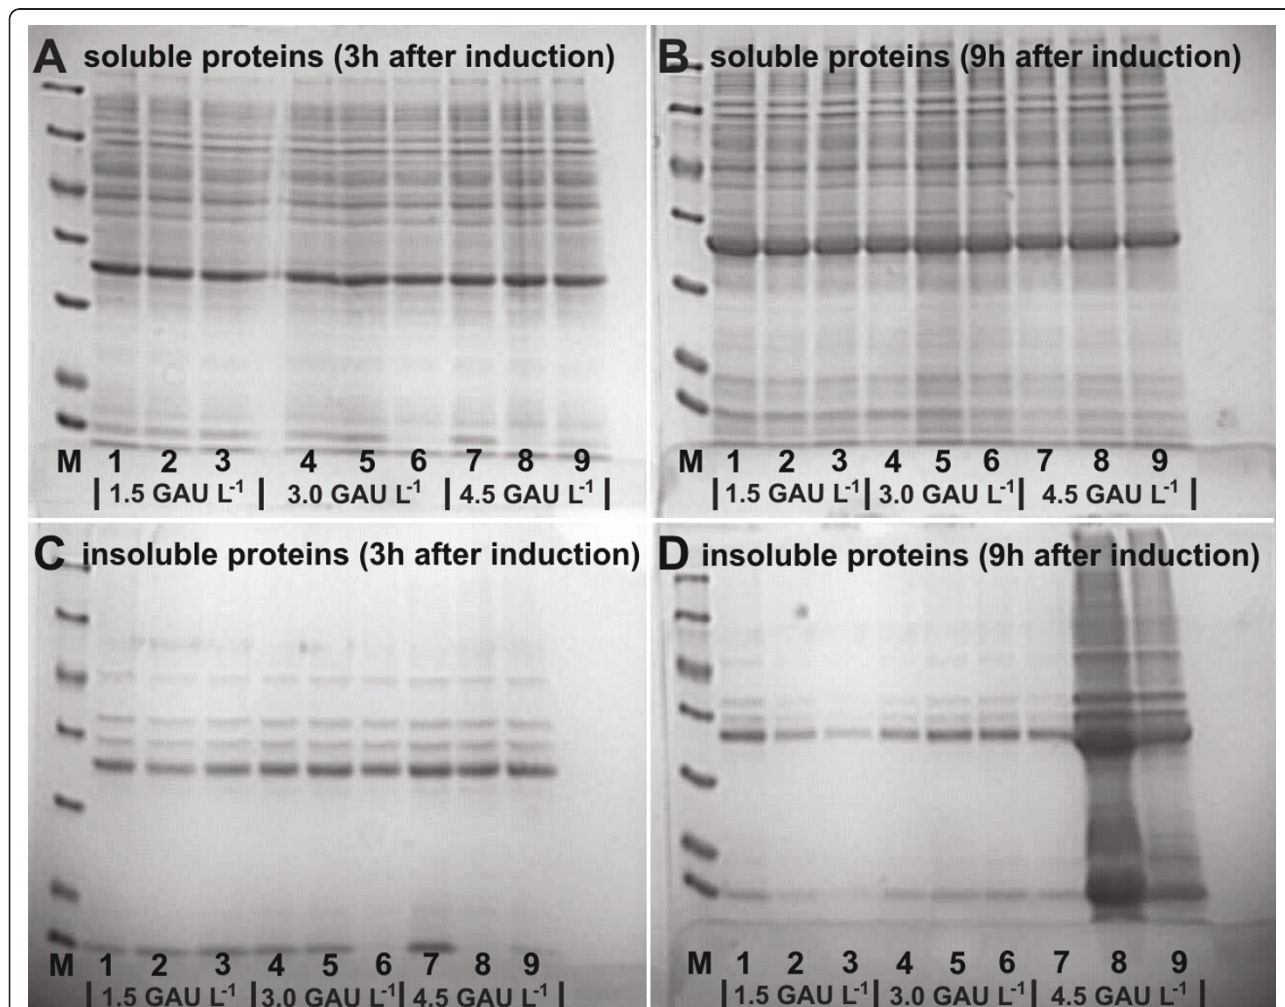 A soluble proteins (3h after induction)
M 1 2 3 4 5 6 7 8 9
| 1.5 GAU L⁻¹ | 3.0 GAU L⁻¹ | 4.5 GAU L⁻¹ |
B soluble proteins (9h after induction)
M 1 2 3 4 5 6 7 8 9
| 1.5 GAU L⁻¹ | 3.0 GAU L⁻¹ | 4.5 GAU L⁻¹ |
C insoluble proteins (3h after induction)
M 1 2 3 4 5 6 7 8 9
| 1.5 GAU L⁻¹ | 3.0 GAU L⁻¹ | 4.5 GAU L⁻¹ |
D insoluble proteins (9h after induction)
M 1 2 3 4 5 6 7 8 9
| 1.5 GAU L⁻¹ | 3.0 GAU L⁻¹ | 4.5 GAU L⁻¹ |